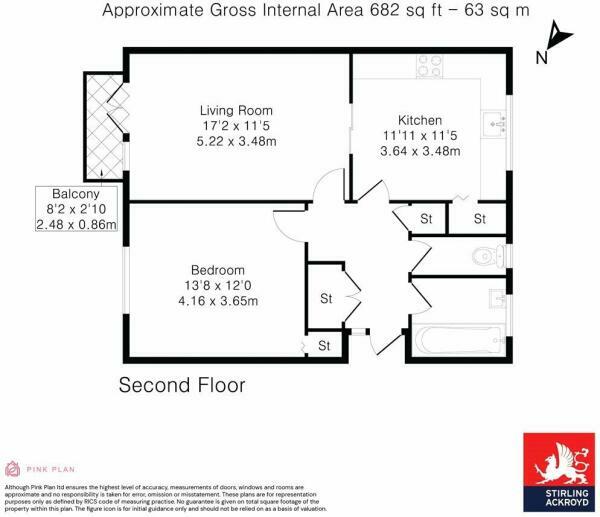 Approximate Gross Internal Area 682 sq ft – 63 sq m
N
Living Room
17'2 x 11'5
5.22 x 3.48m
Kitchen
11'11 x 11'5
3.64 x 3.48m
Balcony
8'2 x 2'10
2.48 x 0.86m
St
St
Bedroom
13'8 x 12'0
4.16 x 3.65m
St
St
Second Floor
PINK PLAN
Although Pink Plan ltd ensures the highest level of accuracy, measurements of doors, windows and rooms are
approximate and no responsibility is taken for error, omission or misstatement. These plans are for representation
purposes only as defined by RICS code of measuring practise. No guarantee is given on total square footage of the
property within this plan. The figure icon is for initial guidance only and should not be relied on as a basis of valuation.
STIRLING
ACKROYD